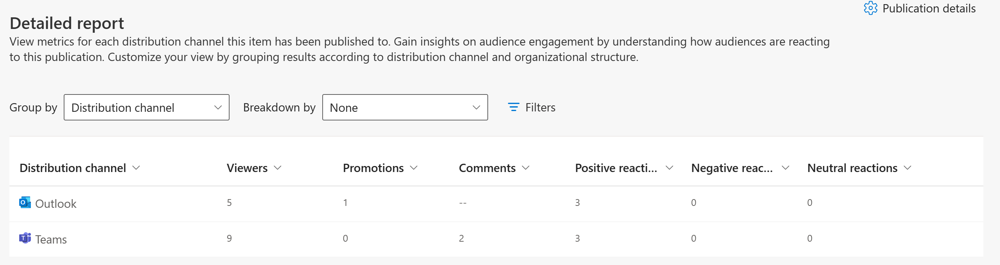 Publication details
Detailed report
View metrics for each distribution channel this item has been published to. Gain insights on audience engagement by understanding how audiences are reacting
to this publication. Customize your view by grouping results according to distribution channel and organizational structure.
Group by Distribution channel Breakdown by None Filters
Distribution channel Viewers Promotions Comments Positive reacti... Negative reac... Neutral reactions
Outlook 5 1 -- 3 0 0
Teams 9 0 2 3 0 0